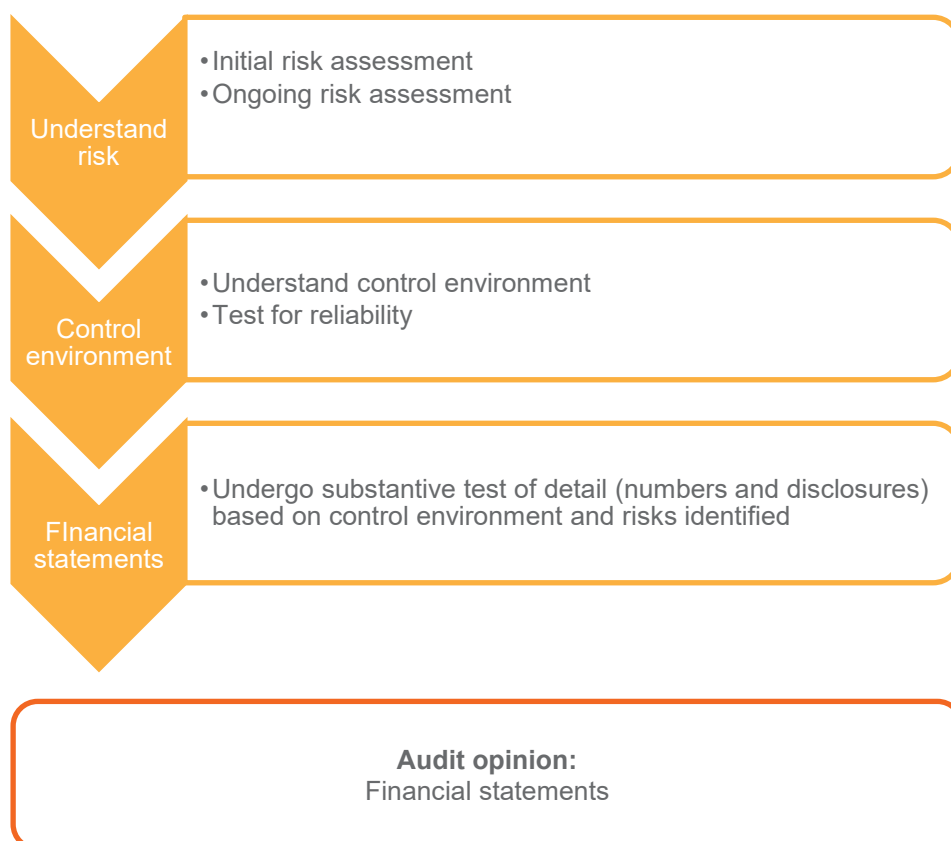 Understand
risk
•Initial risk assessment
•Ongoing risk assessment
Control
environment
•Understand control environment
•Test for reliability
FInancial
statements
•Undergo substantive test of detail (numbers and disclosures)
based on control environment and risks identified
Audit opinion:
Financial statements